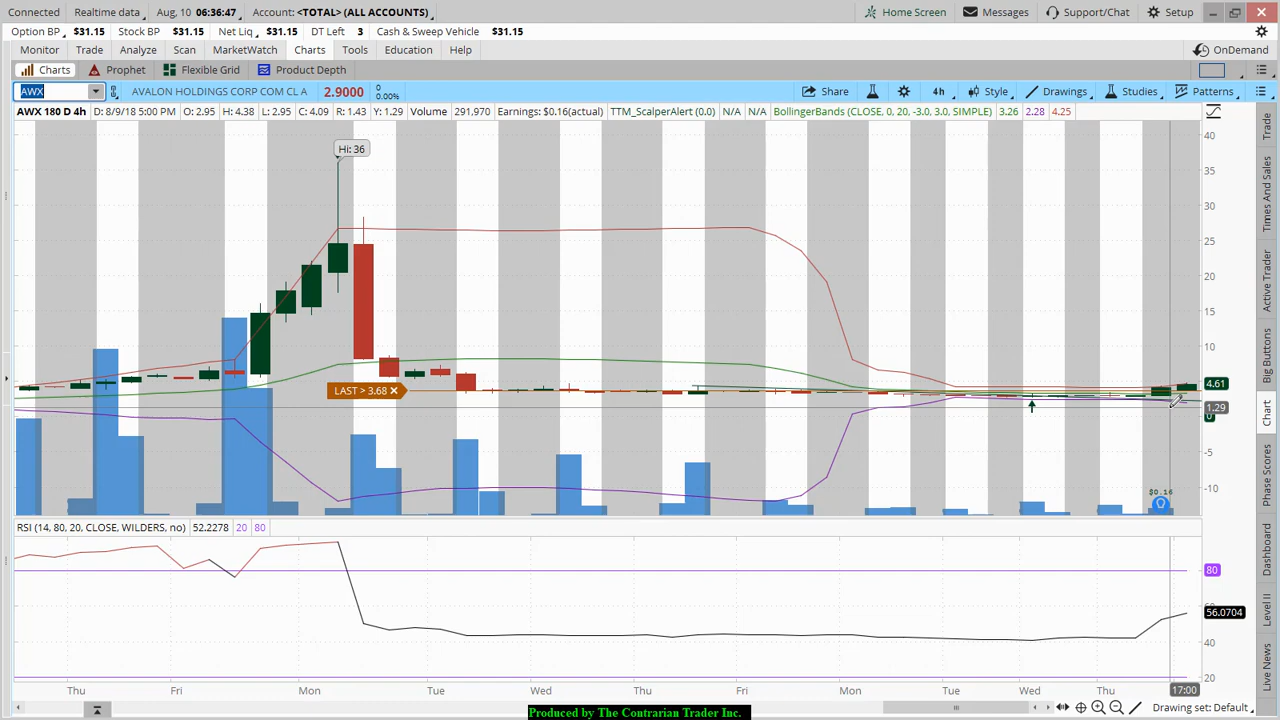 Connected Realtime data Aug, 10 06:36:47 Account: <TOTAL> (ALL ACCOUNTS) Home Screen Messages Support/Chat Setup
Option BP $31.15 Stock BP $31.15 Net Liq $31.15 DT Left 3 Cash & Sweep Vehicle $31.15
Monitor Trade Analyze Scan MarketWatch Charts Tools Education Help OnDemand
Charts Prophet Flexible Grid Product Depth
AWX AVALON HOLDINGS CORP COM CL A 2.9000 0 0.00% Share 4h Style Drawings Studies Patterns
AWX 180 D 4h D: 8/9/18 5:00 PM O: 2.95 H: 4.38 L: 2.95 C: 4.09 R: 1.43 Y: 1.29 Volume 291,970 Earnings: $0.16(actual) TTM_ScalperAlert (0.0) N/A N/A BollingerBands (CLOSE, 0, 20, -3.0, 3.0, SIMPLE) 3.26 2.28 4.25
Hi: 36
LAST > 3.68 X
40
35
30
25
20
15
10
4.61
1.29
0
-5
-10
$0.16
RSI (14, 80, 20, CLOSE, WILDERS, no) 52.2278 20 80
80
56.0704
40
20
Thu Fri Mon Tue Wed Thu Fri Mon Tue Wed Thu 17:00
Drawing set: Default
Produced by The Contrarian Trader Inc.
Trade
Times And Sales
Active Trader
Big Buttons
Chart
Phase Scores
Dashboard
Level II
Live News